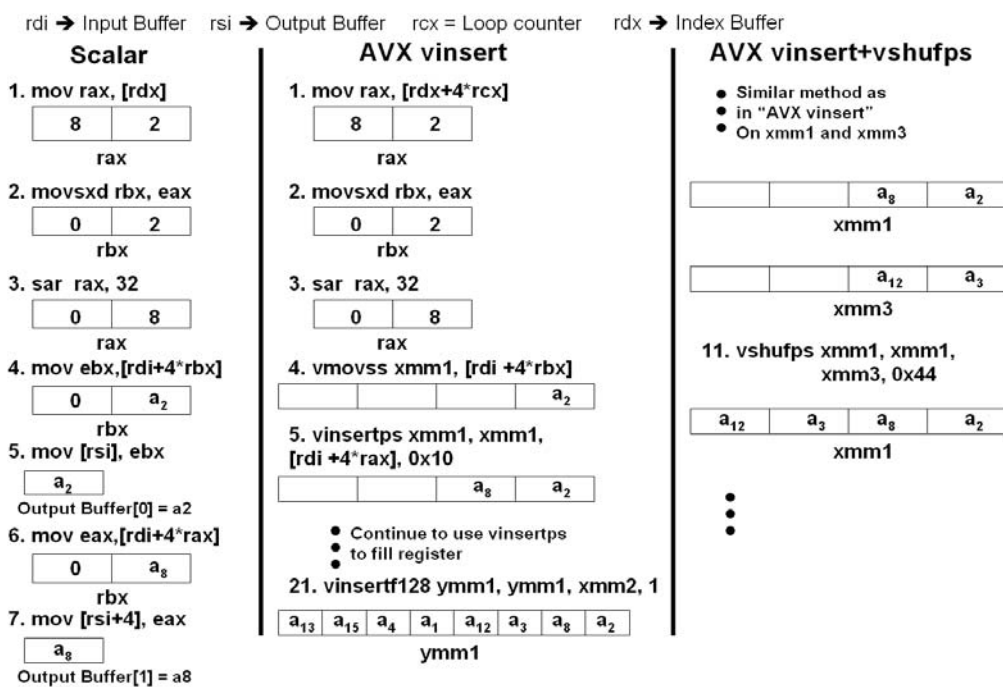 rdi ➔ Input Buffer rsi ➔ Output Buffer rcx = Loop counter rdx ➔ Index Buffer
Scalar
1. mov rax, [rdx]
8 2
rax
2. movsxd rbx, eax
0 2
rbx
3. sar rax, 32
0 8
rax
4. mov ebx,[rdi+4*rbx]
0 a2
rbx
5. mov [rsi], ebx
a2
Output Buffer[0] = a2
6. mov eax,[rdi+4*rax]
0 a8
rbx
7. mov [rsi+4], eax
a8
Output Buffer[1] = a8
AVX vinsert
1. mov rax, [rdx+4*rcx]
8 2
rax
2. movsxd rbx, eax
0 2
rbx
3. sar rax, 32
0 8
rax
4. vmovss xmm1, [rdi +4*rbx]
a2
5. vinsertps xmm1, xmm1,
[rdi +4*rax], 0x10
a8 a2
● Continue to use vinsertps
● to fill register
●
21. vinsertf128 ymm1, ymm1, xmm2, 1
a13 a15 a4 a1 a12 a3 a8 a2
ymm1
AVX vinsert+vshufps
● Similar method as
● in “AVX vinsert”
● On xmm1 and xmm3
a8 a2
xmm1
a12 a3
xmm3
11. vshufps xmm1, xmm1,
xmm3, 0x44
a12 a3 a8 a2
xmm1